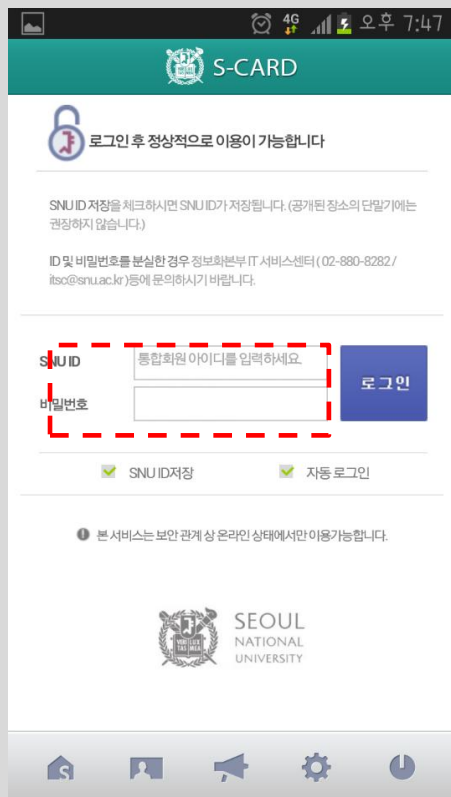 4G 오후 7:47
S-CARD
로그인 후 정상적으로 이용이 가능합니다
SNU ID 저장을 체크하시면 SNU ID가 저장됩니다. (공개된 장소의 단말기에는
권장하지 않습니다.)
ID 및 비밀번호를 분실한 경우 정보화본부 IT 서비스센터 ( 02-880-8282 /
itsc@snu.ac.kr )등에 문의하시기 바랍니다.
SNU ID 통합회원 아이디를 입력하세요.
비밀번호
로그인
SNU ID저장 자동 로그인
본 서비스는 보안 관계 상 온라인 상태에서만 이용가능합니다.
SEOUL
NATIONAL
UNIVERSITY